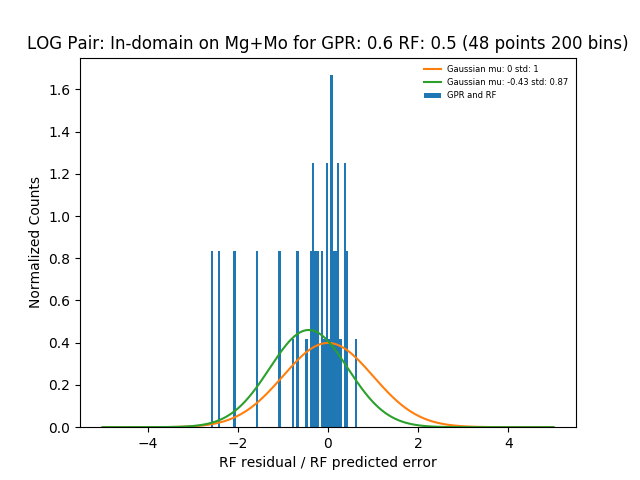 LOG Pair: In-domain on Mg+Mo for GPR: 0.6 RF: 0.5 (48 points 200 bins)
Gaussian mu: 0 std: 1
Gaussian mu: -0.43 std: 0.87
GPR and RF
Normalized Counts
1.6
1.4
1.2
1.0
0.8
0.6
0.4
0.2
0.0
−4 −2 0 2 4
RF residual / RF predicted error